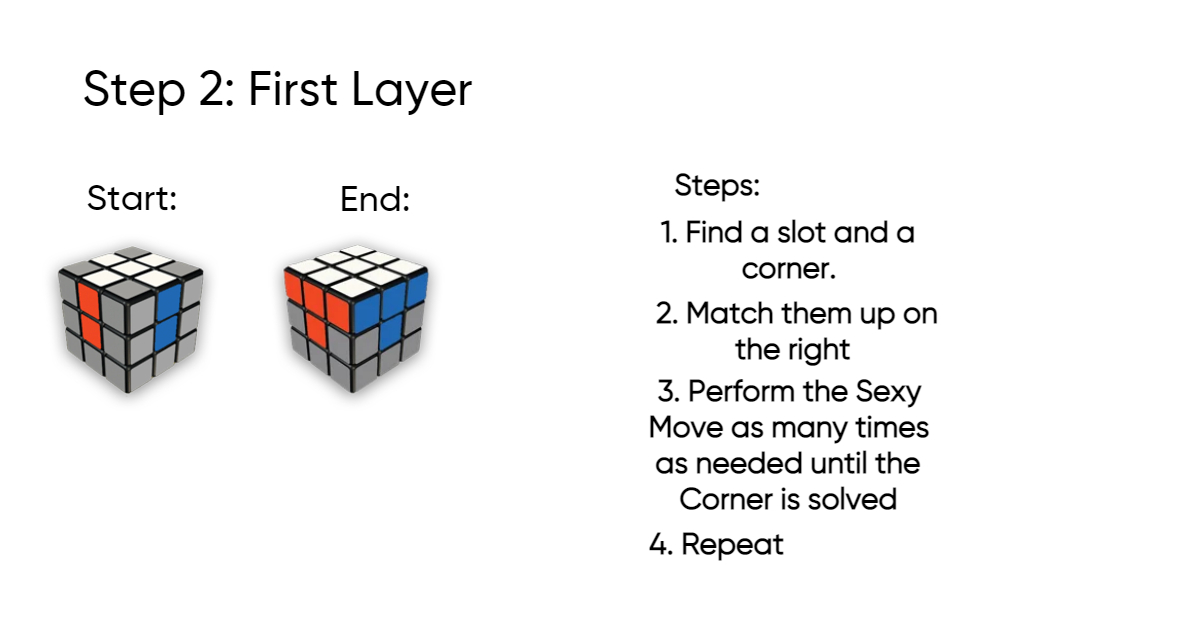 Step 2: First Layer
Start:
End:
Steps:
1. Find a slot and a
corner.
2. Match them up on
the right
3. Perform the Sexy
Move as many times
as needed until the
Corner is solved
4. Repeat